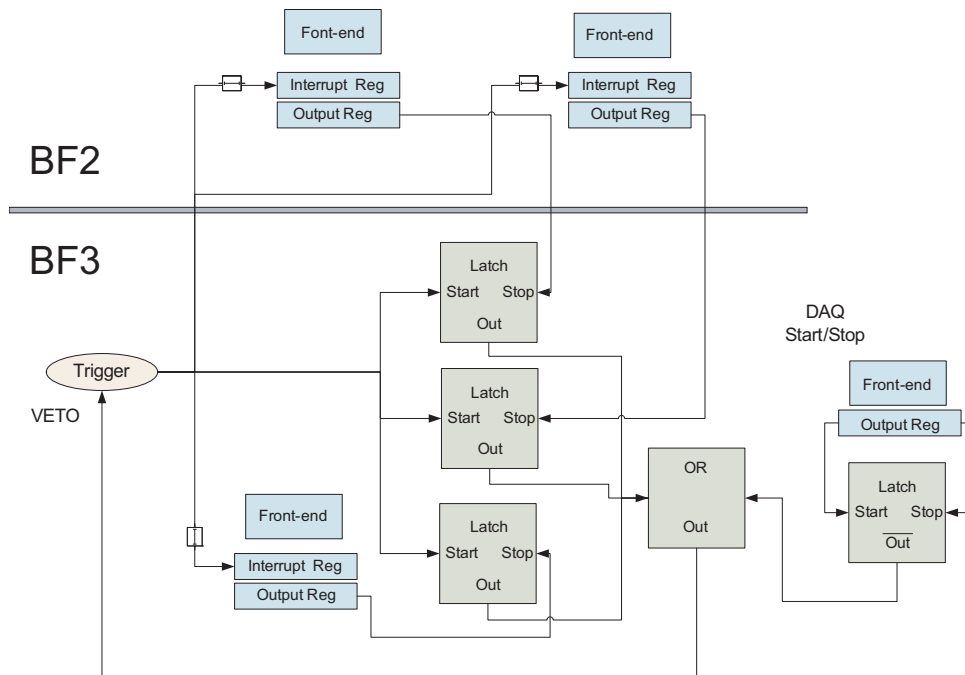 Font-end
Front-end
Interrupt Reg
Interrupt Reg
Output Reg
Output Reg
BF2
BF3
Latch
Start Stop
Out
DAQ
Start/Stop
Trigger
VETO
Latch
Start Stop
Out
Front-end
Output Reg
OR
Out
Latch
Start Stop
Out
Front-end
Interrupt Reg
Output Reg
Latch
Start Stop
Out